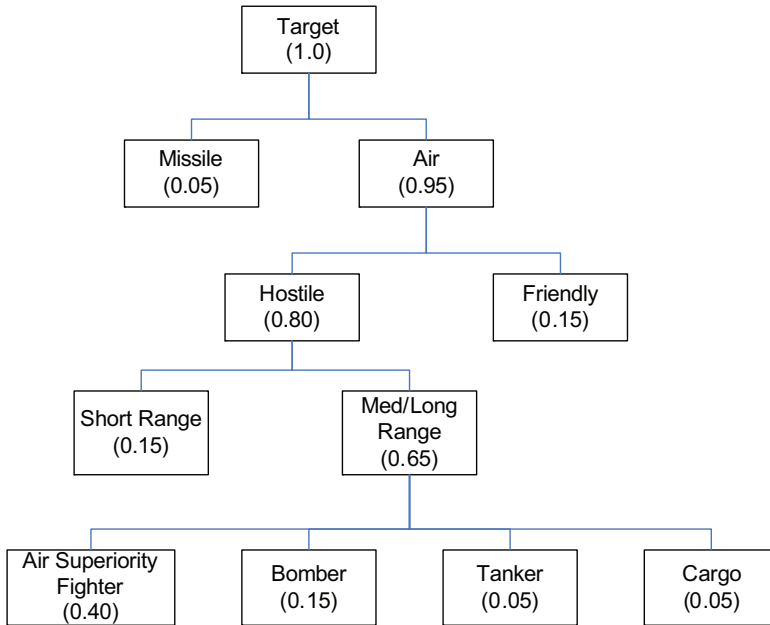 Target
(1.0)
Missile
(0.05)
Air
(0.95)
Hostile
(0.80)
Friendly
(0.15)
Short Range
(0.15)
Med/Long
Range
(0.65)
Air Superiority
Fighter
(0.40)
Bomber
(0.15)
Tanker
(0.05)
Cargo
(0.05)